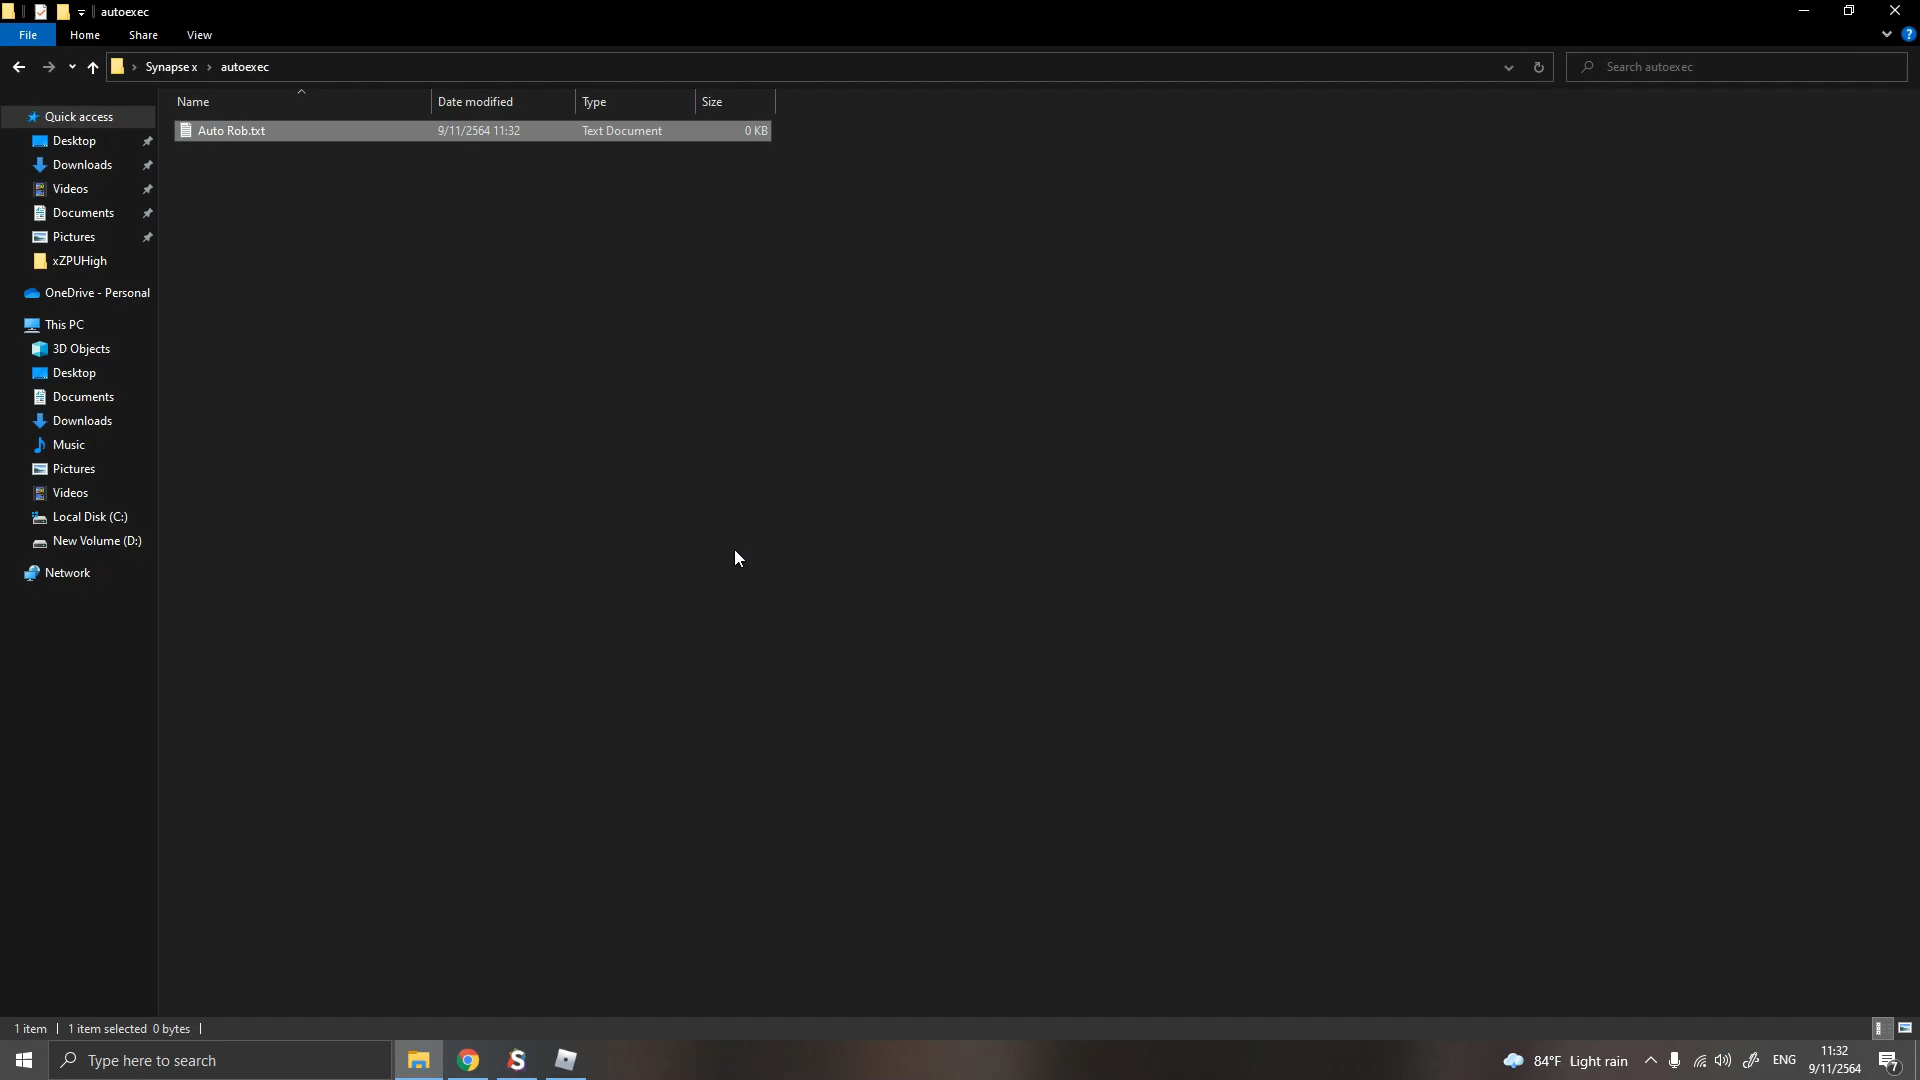 autoexec
File Home Share View
Synapse x autoexec
Search autoexec
Name Date modified Type Size
Auto Rob.txt 9/11/2564 11:32 Text Document 0 KB
Quick access
Desktop
Downloads
Videos
Documents
Pictures
xZPUHigh
OneDrive - Personal
This PC
3D Objects
Desktop
Documents
Downloads
Music
Pictures
Videos
Local Disk (C:)
New Volume (D:)
Network
1 item 1 item selected 0 bytes
Type here to search
84°F Light rain
ENG
11:32
9/11/2564
7